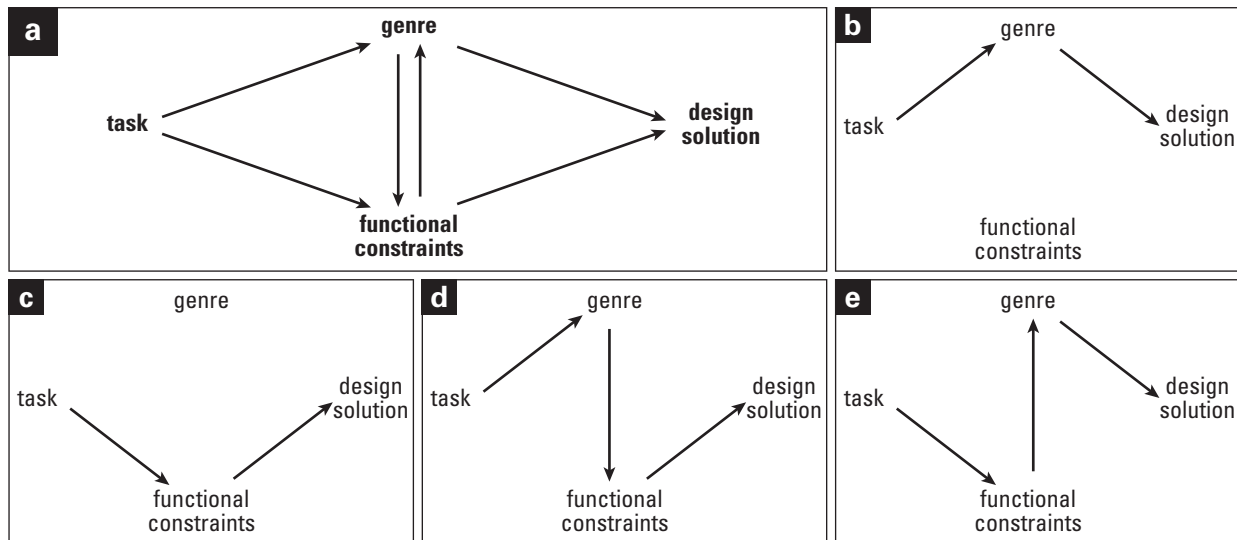 a
genre
task
design
solution
functional
constraints
b
genre
task
design
solution
functional
constraints
c
genre
task
design
solution
functional
constraints
d
genre
task
design
solution
functional
constraints
e
genre
task
design
solution
functional
constraints